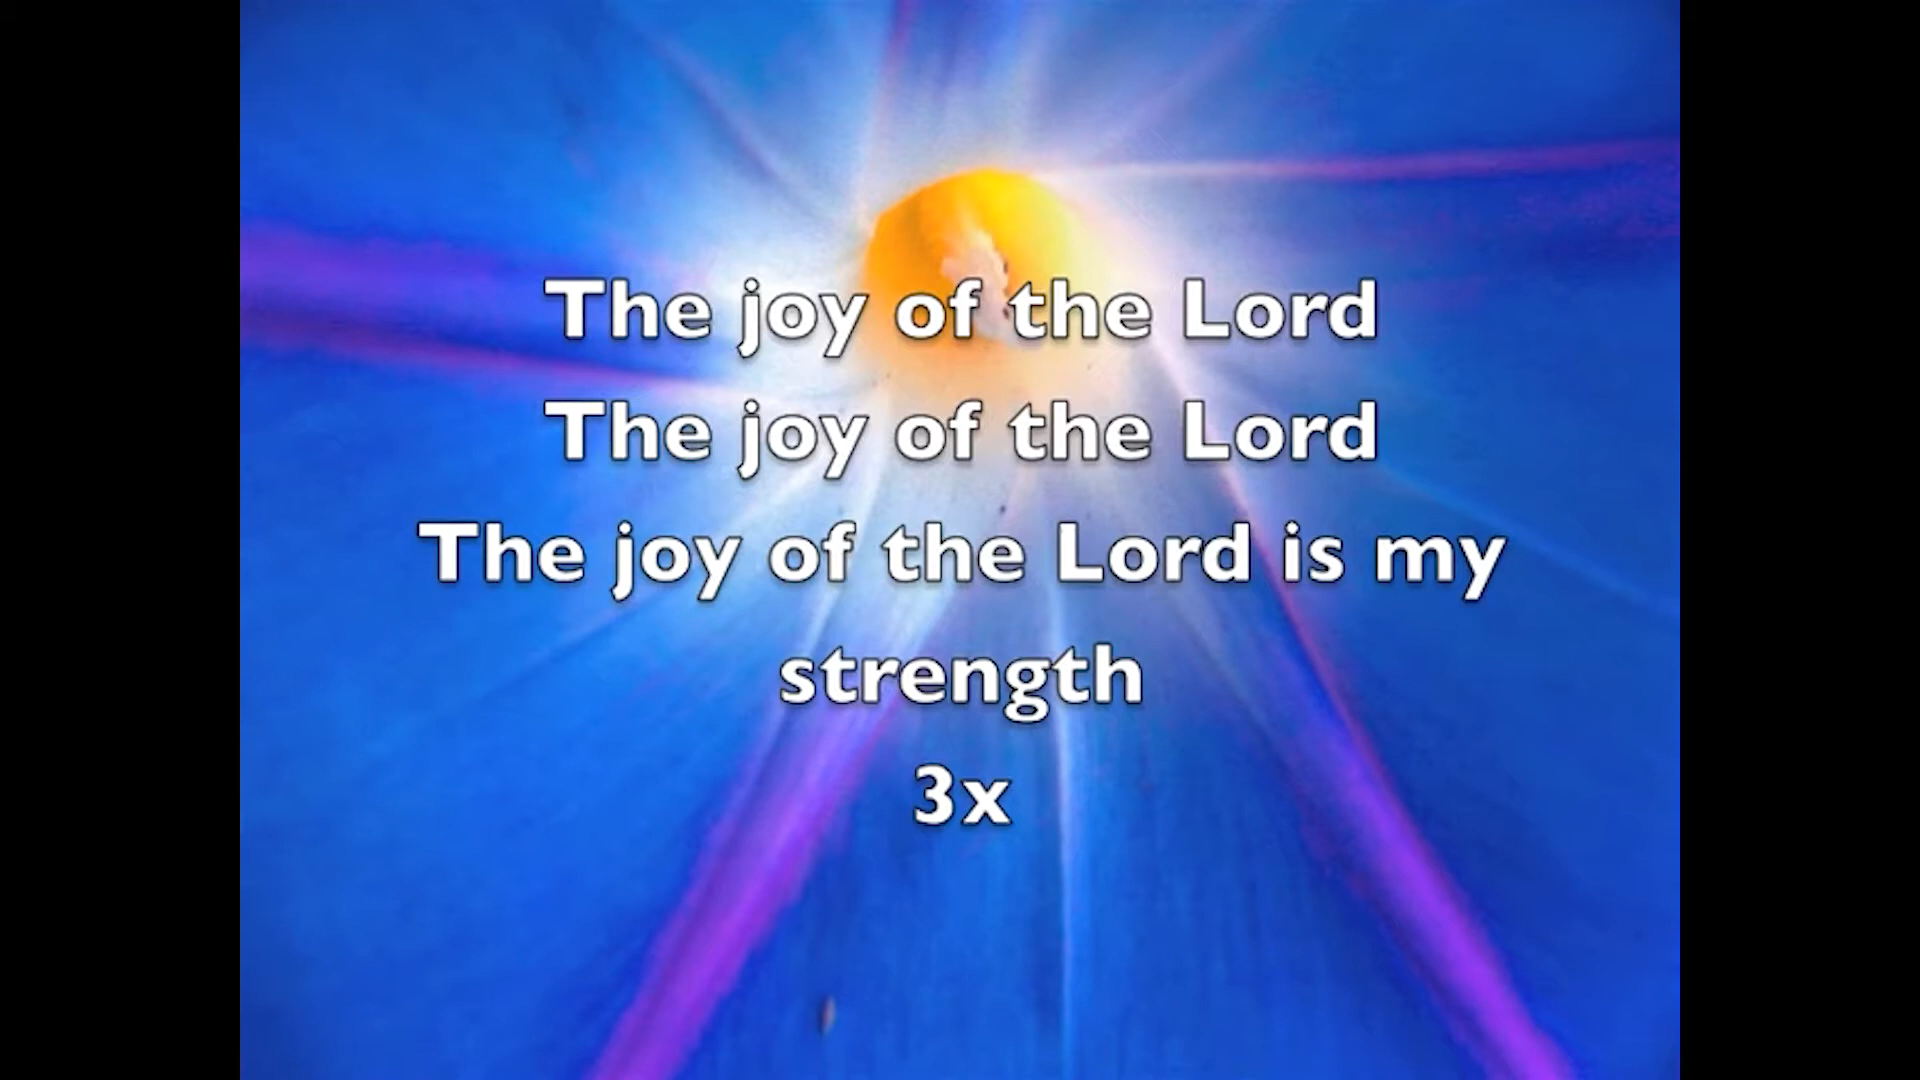 The joy of the Lord
The joy of the Lord
The joy of the Lord is my
strength
3x